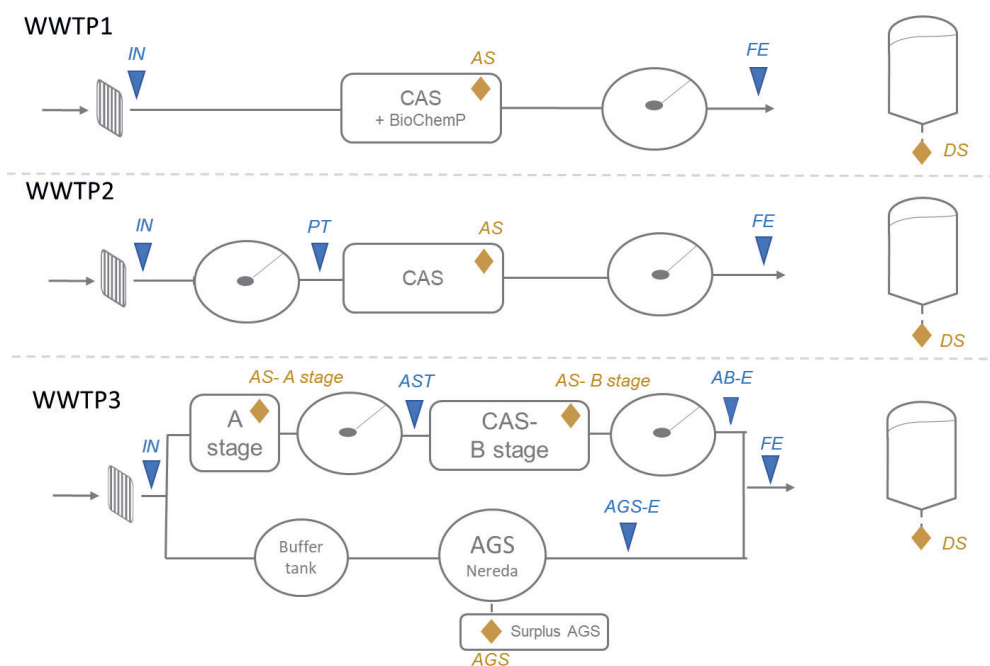 WWTP1
IN
AS
FE
CAS
+ BioChemP
DS
WWTP2
IN
PT
AS
FE
CAS
DS
WWTP3
AS- A stage
AST
AS- B stage
AB-E
IN
A
stage
CAS-
B stage
FE
AGS-E
Buffer
tank
AGS
Nereda
DS
Surplus AGS
AGS